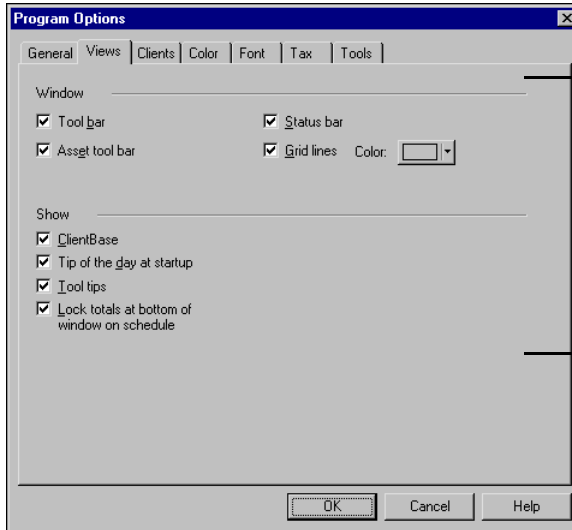 Program Options
General Views Clients Color Font Tax Tools
Window
Tool bar Status bar
Asset tool bar Grid lines Color:
Show
ClientBase
Tip of the day at startup
Tool tips
Lock totals at bottom of
window on schedule
OK Cancel Help